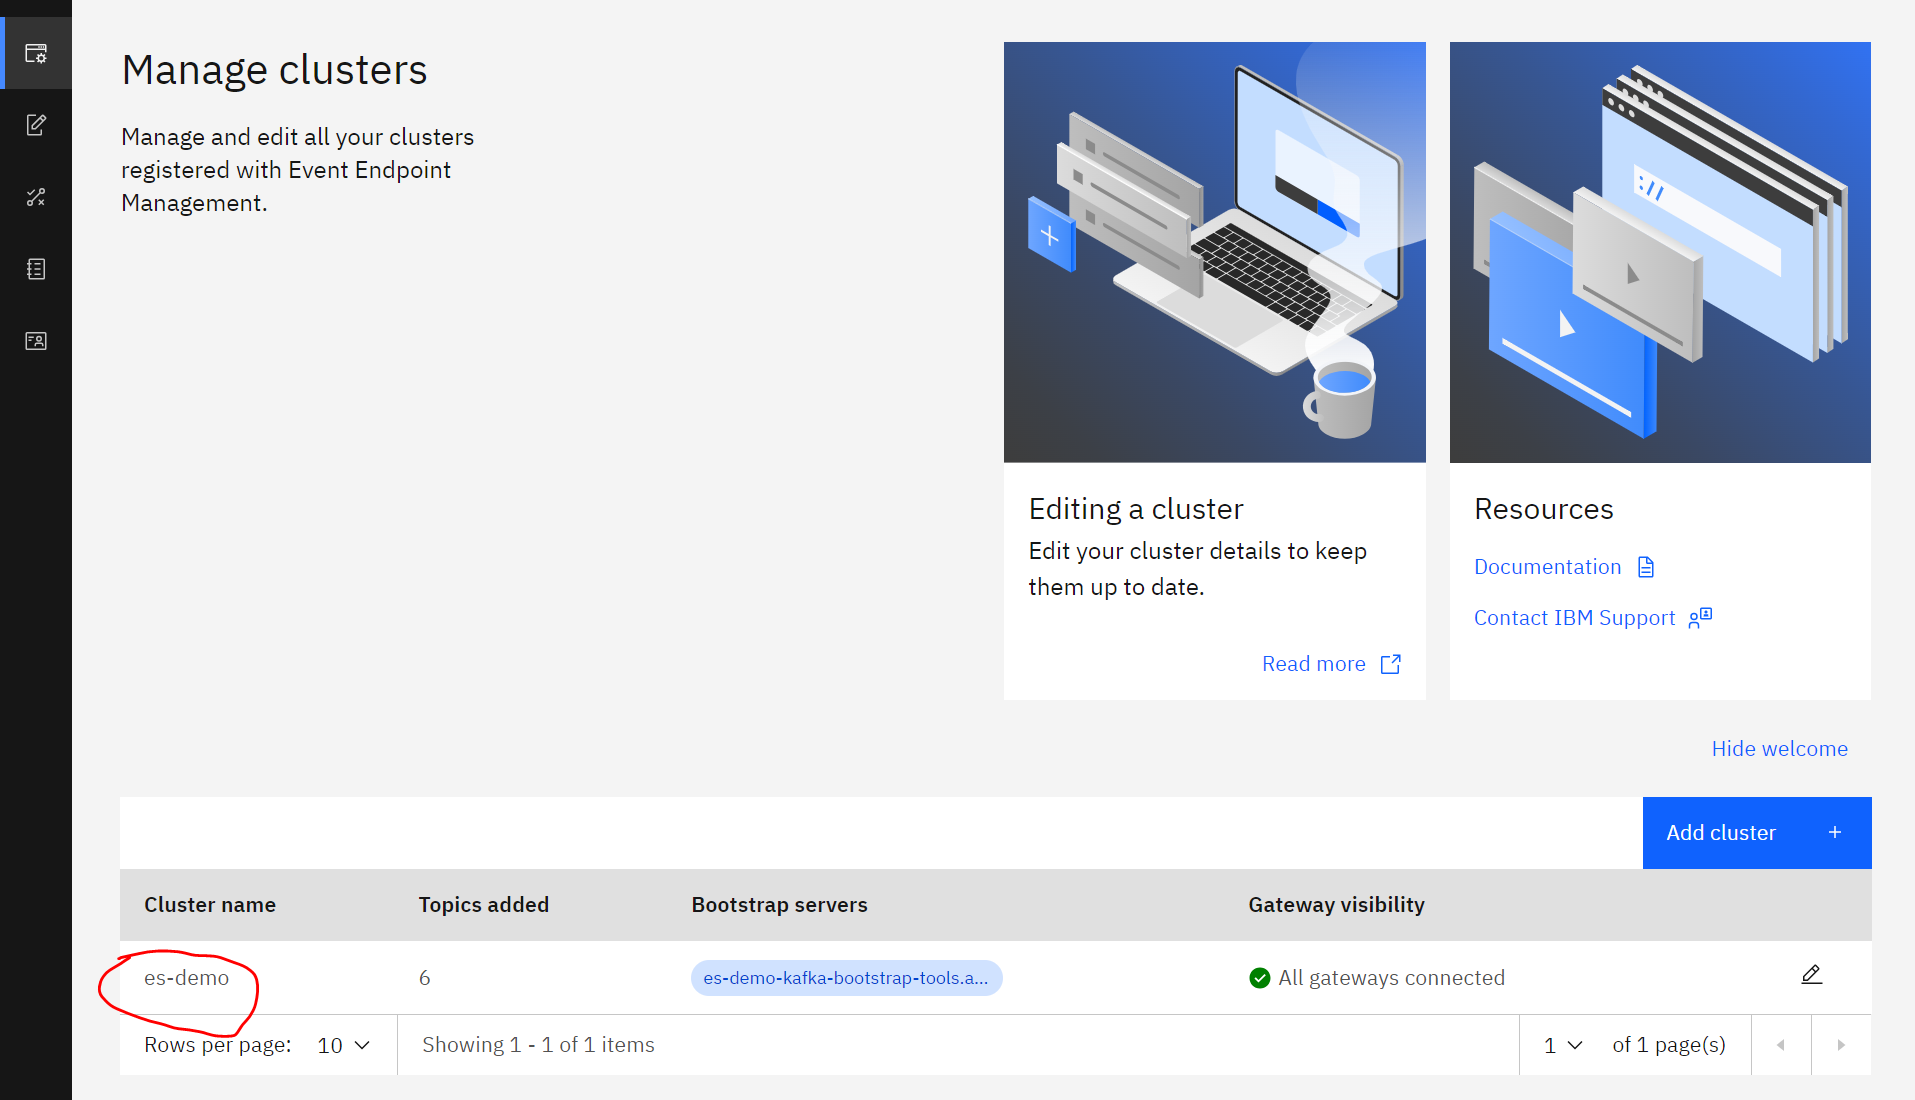 Manage clusters
Manage and edit all your clusters
registered with Event Endpoint
Management.
://
Editing a cluster
Edit your cluster details to keep
them up to date.
Read more
Resources
Documentation
Contact IBM Support
Hide welcome
Add cluster +
Cluster name Topics added Bootstrap servers Gateway visibility
es-demo 6 es-demo-kafka-bootstrap-tools.a... All gateways connected
Rows per page: 10 Showing 1 - 1 of 1 items 1 of 1 page(s)